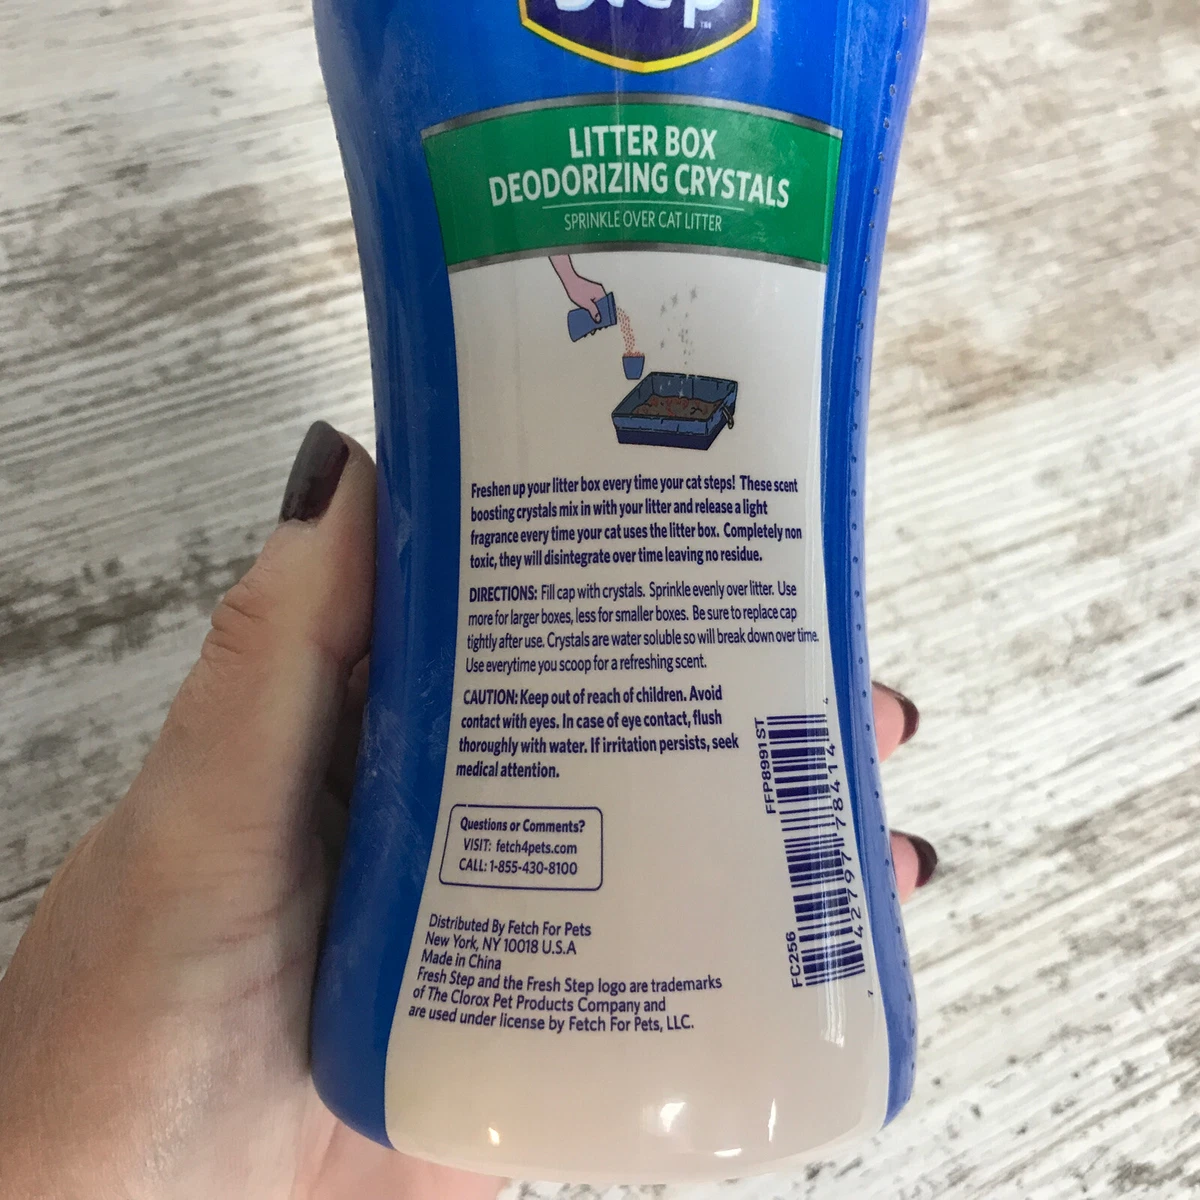 Step™
LITTER BOX
DEODORIZING CRYSTALS
SPRINKLE OVER CAT LITTER
Freshen up your litter box every time your cat steps! These scent
boosting crystals mix in with your litter and release a light
fragrance every time your cat uses the litter box. Completely non
toxic, they will disintegrate over time leaving no residue.
DIRECTIONS: Fill cap with crystals. Sprinkle evenly over litter. Use
more for larger boxes, less for smaller boxes. Be sure to replace cap
tightly after use. Crystals are water soluble so will break down over time.
Use everytime you scoop for a refreshing scent.
CAUTION: Keep out of reach of children. Avoid
contact with eyes. In case of eye contact, flush
thoroughly with water. If irritation persists, seek
medical attention.
Questions or Comments?
VISIT: fetch4pets.com
CALL: 1-855-430-8100
Distributed By Fetch For Pets
New York, NY 10018 U.S.A
Made in China
Fresh Step and the Fresh Step logo are trademarks
of The Clorox Pet Products Company and
are used under license by Fetch For Pets, LLC.
FC256 FFP8991ST
7 42797 78414 4